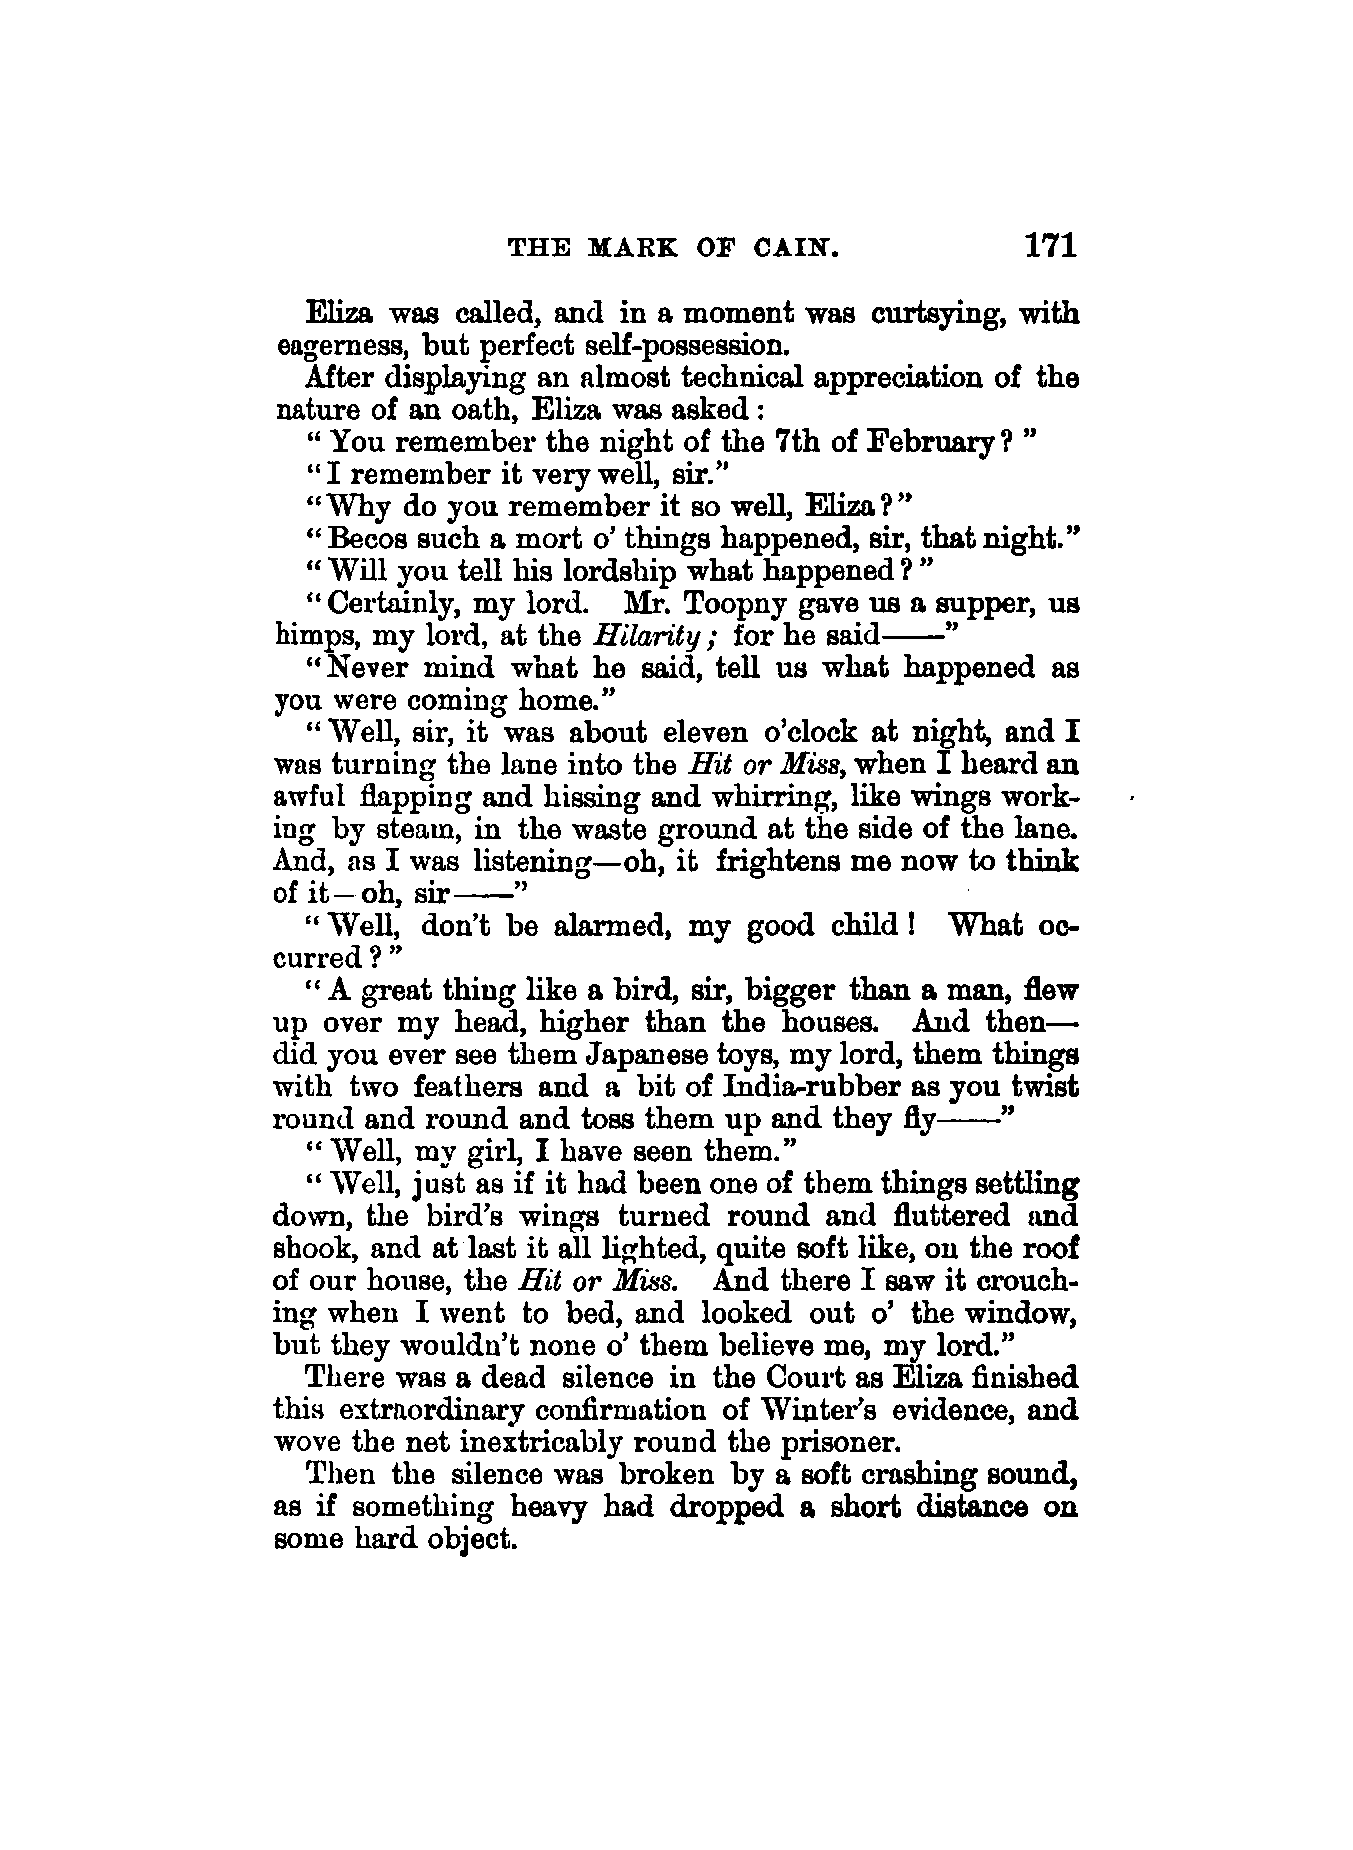 THE MARK OF CAIN. 171
Eliza was called, and in a moment was curtsying, with
eagerness, but perfect self-possession.
After displaying an almost technical appreciation of the
nature of an oath, Eliza was asked :
“ You remember the night of the 7th of February ? ”
“ I remember it very well, sir.”
“ Why do you remember it so well, Eliza ? ”
“ Becos such a mort o’ things happened, sir, that night.”
“ Will you tell his lordship what happened ? ”
“ Certainly, my lord. Mr. Toopny gave us a supper, us
himps, my lord, at the Hilarity ; for he said——”
“ Never mind what he said, tell us what happened as
you were coming home.”
“ Well, sir, it was about eleven o’clock at night, and I
was turning the lane into the Hit or Miss, when I heard an
awful flapping and hissing and whirring, like wings work-
ing by steam, in the waste ground at the side of the lane.
And, as I was listening—oh, it frightens me now to think
of it—oh, sir——”
“ Well, don’t be alarmed, my good child ! What oc-
curred ? ”
“ A great thing like a bird, sir, bigger than a man, flew
up over my head, higher than the houses. And then—
did you ever see them Japanese toys, my lord, them things
with two feathers and a bit of India-rubber as you twist
round and round and toss them up and they fly——”
“ Well, my girl, I have seen them.”
“ Well, just as if it had been one of them things settling
down, the bird’s wings turned round and fluttered and
shook, and at last it all lighted, quite soft like, on the roof
of our house, the Hit or Miss. And there I saw it crouch-
ing when I went to bed, and looked out o’ the window,
but they wouldn’t none o’ them believe me, my lord.”
There was a dead silence in the Court as Eliza finished
this extraordinary confirmation of Winter’s evidence, and
wove the net inextricably round the prisoner.
Then the silence was broken by a soft crashing sound,
as if something heavy had dropped a short distance on
some hard object.